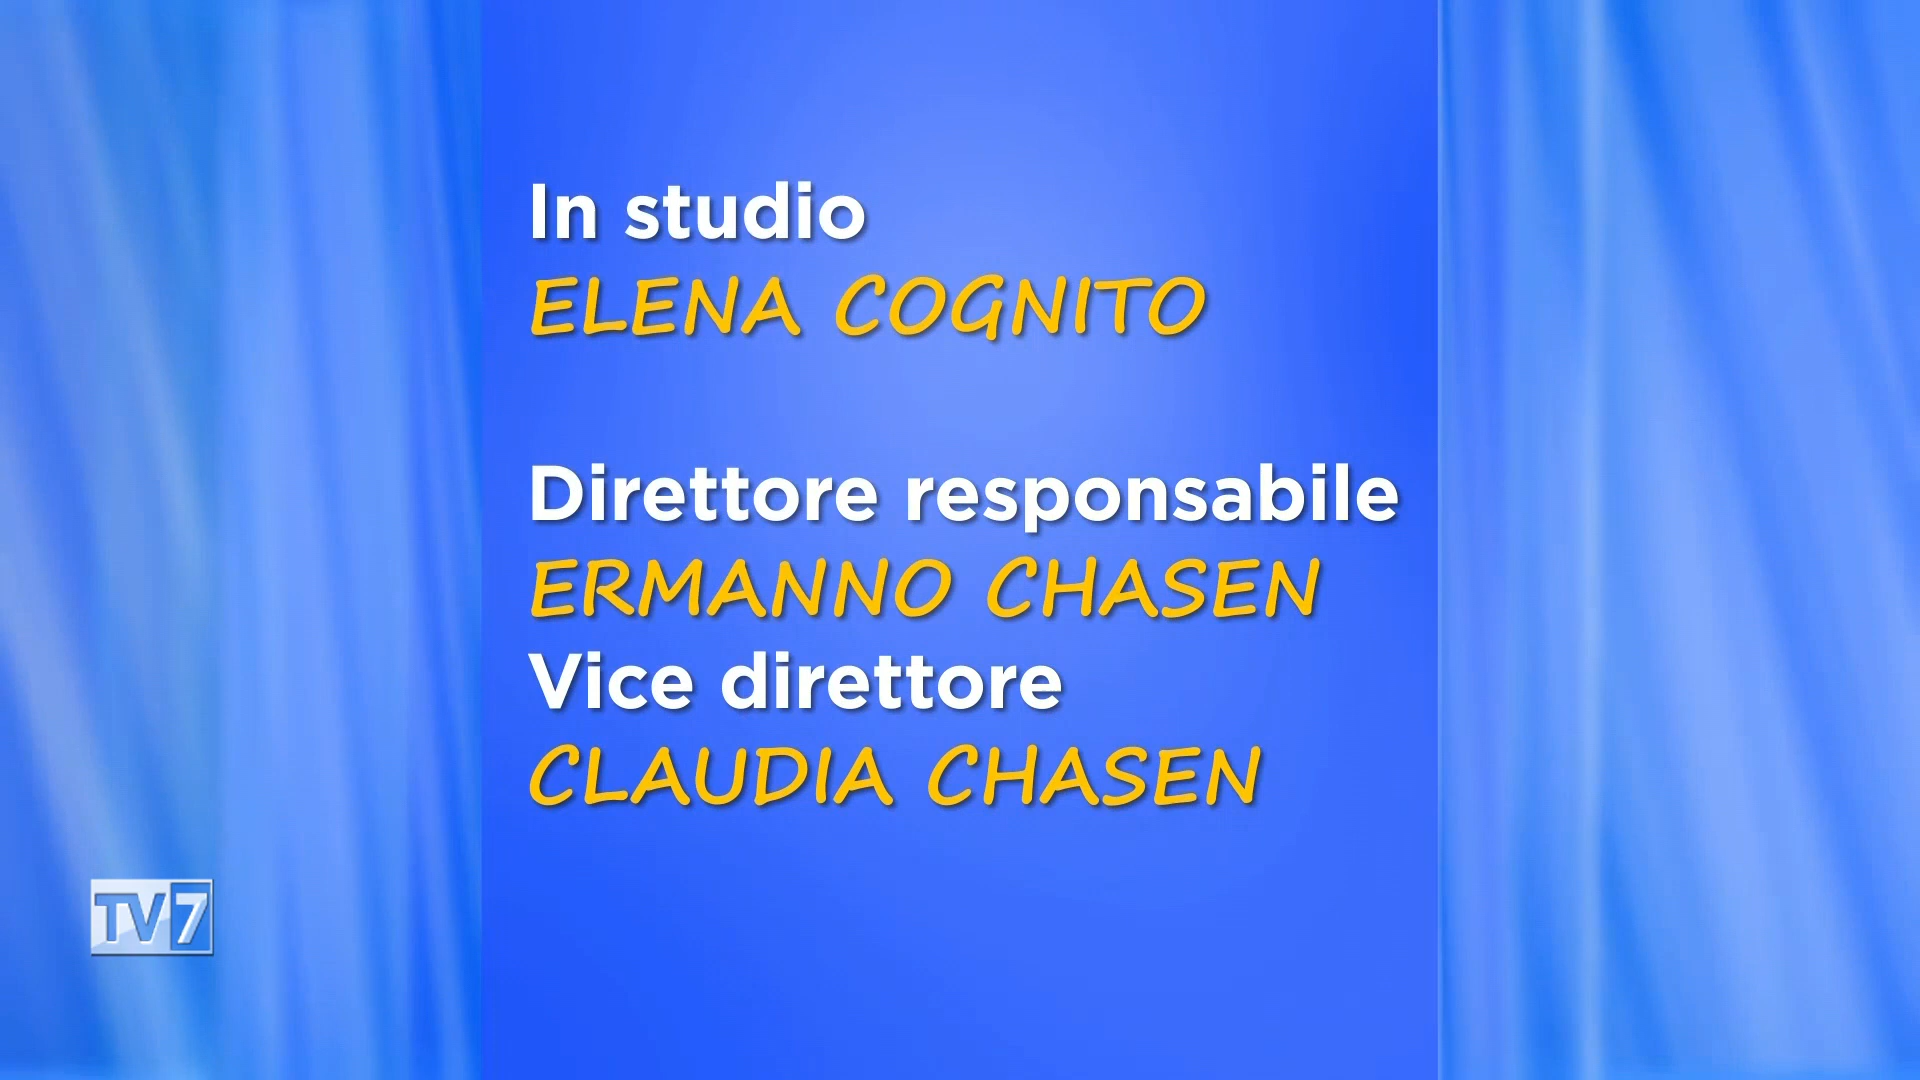 In studio
ELENA COGNITO
Direttore responsabile
ERMANNO CHASEN
Vice direttore
CLAUDIA CHASEN
TV7